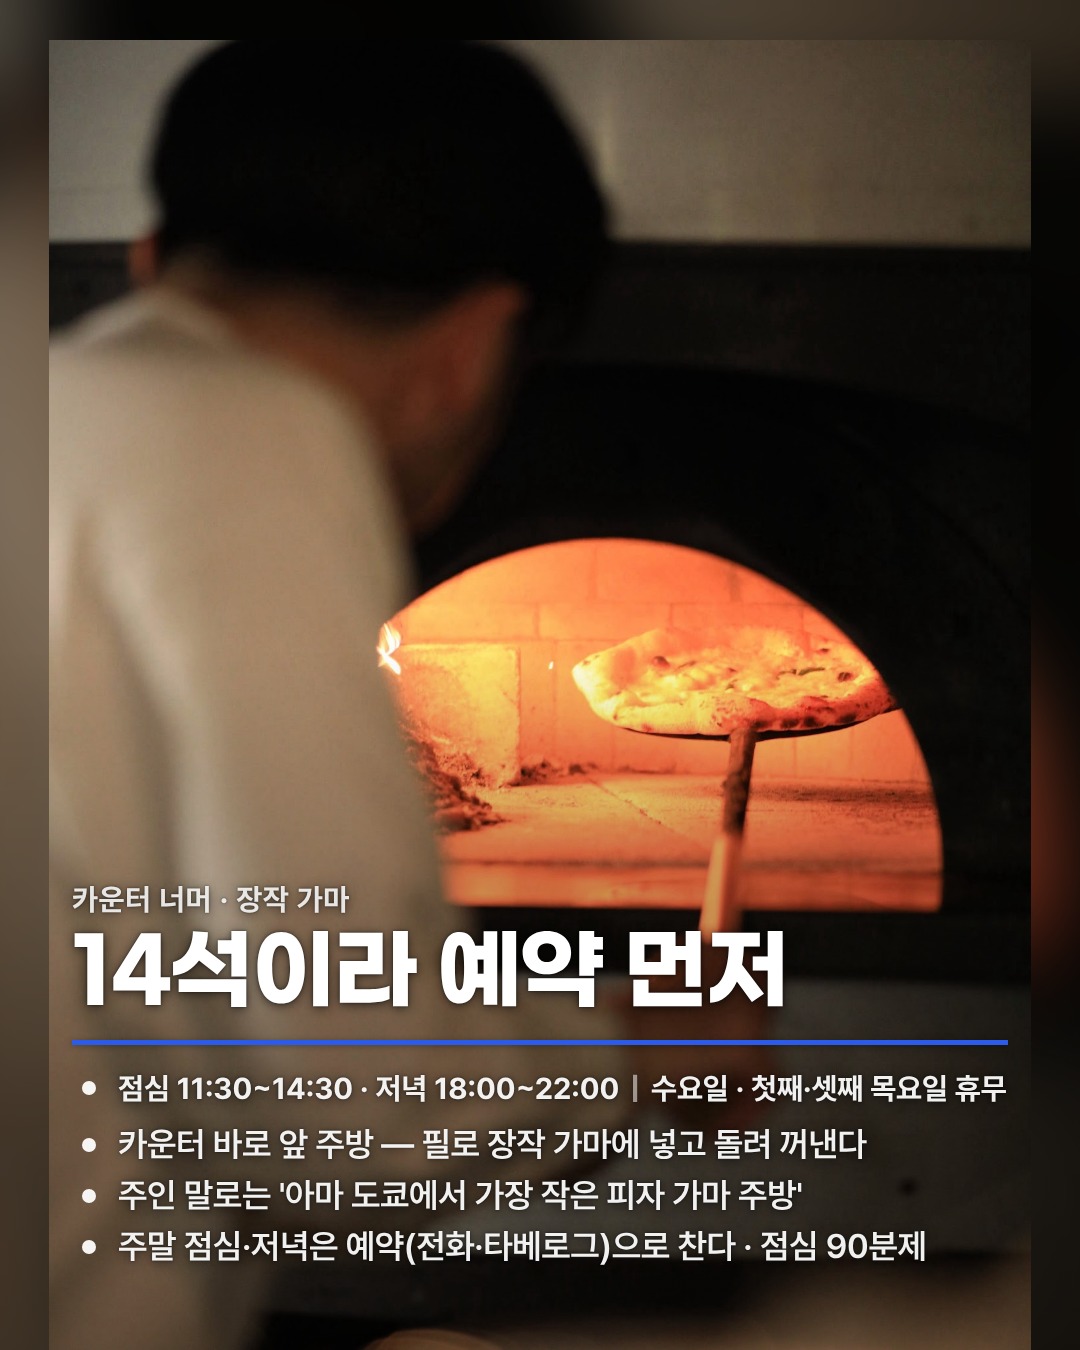 카운터 너머 · 장작 가마
14석이라 예약 먼저
• 점심 11:30~14:30 · 저녁 18:00~22:00 | 수요일 · 첫째·셋째 목요일 휴무
• 카운터 바로 앞 주방 — 필로 장작 가마에 넣고 돌려 꺼낸다
• 주인 말로는 '아마 도쿄에서 가장 작은 피자 가마 주방'
• 주말 점심·저녁은 예약(전화·타베로그)으로 찬다 · 점심 90분제